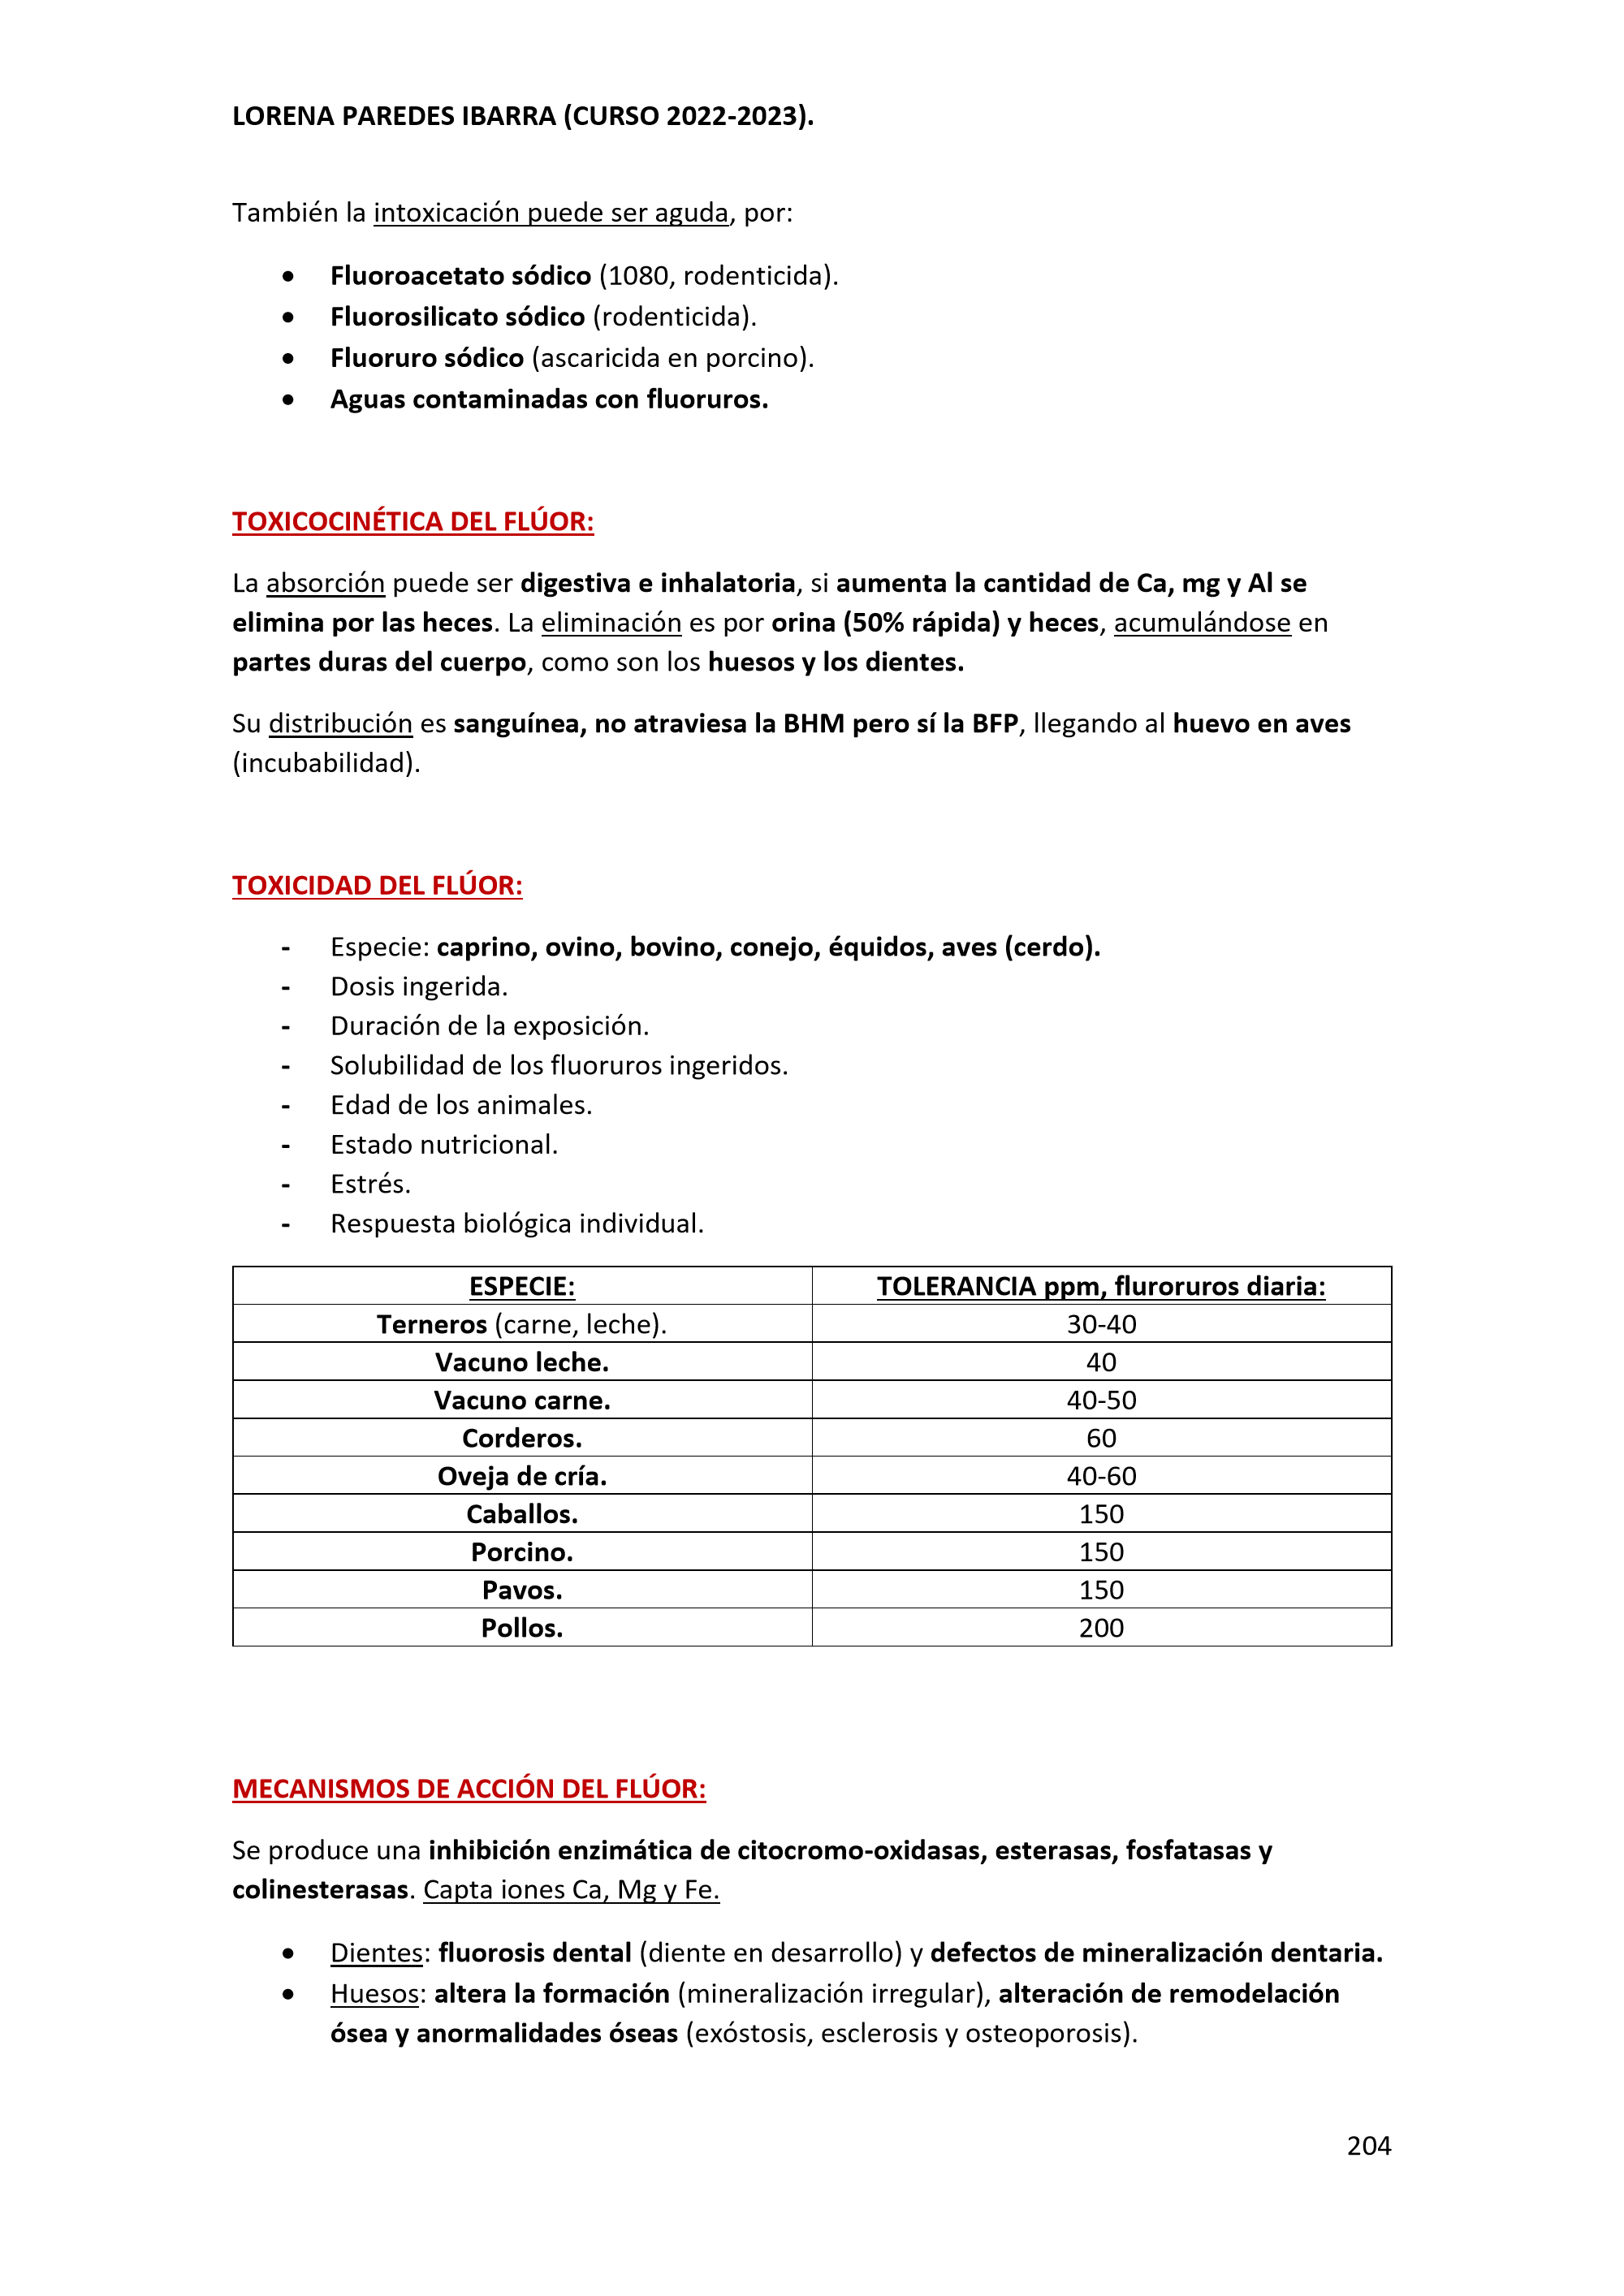 LORENA PAREDES IBARRA (CURSO 2022-2023).
También la intoxicación puede ser aguda, por:
• Fluoroacetato sódico (1080, rodenticida).
• Fluorosilicato sódico (rodenticida).
• Fluoruro sódico (ascaricida en porcino).
• Aguas contaminadas con fluoruros.
TOXICOCINÉTICA DEL FLÚOR:
La absorción puede ser digestiva e inhalatoria, si aumenta la cantidad de Ca, mg y Al se
elimina por las heces. La eliminación es por orina (50% rápida) y heces, acumulándose en
partes duras del cuerpo, como son los huesos y los dientes.
Su distribución es sanguínea, no atraviesa la BHM pero sí la BFP, llegando al huevo en aves
(incubabilidad).
TOXICIDAD DEL FLÚOR:
- Especie: caprino, ovino, bovino, conejo, équidos, aves (cerdo).
- Dosis ingerida.
- Duración de la exposición.
- Solubilidad de los fluoruros ingeridos.
- Edad de los animales.
- Estado nutricional.
- Estrés.
- Respuesta biológica individual.
ESPECIE: TOLERANCIA ppm, fluroruros diaria:
Terneros (carne, leche). 30-40
Vacuno leche. 40
Vacuno carne. 40-50
Corderos. 60
Oveja de cría. 40-60
Caballos. 150
Porcino. 150
Pavos. 150
Pollos. 200
MECANISMOS DE ACCIÓN DEL FLÚOR:
Se produce una inhibición enzimática de citocromo-oxidasas, esterasas, fosfatasas y
colinesterasas. Capta iones Ca, Mg y Fe.
• Dientes: fluorosis dental (diente en desarrollo) y defectos de mineralización dentaria.
• Huesos: altera la formación (mineralización irregular), alteración de remodelación
ósea y anormalidades óseas (exóstosis, esclerosis y osteoporosis).
204